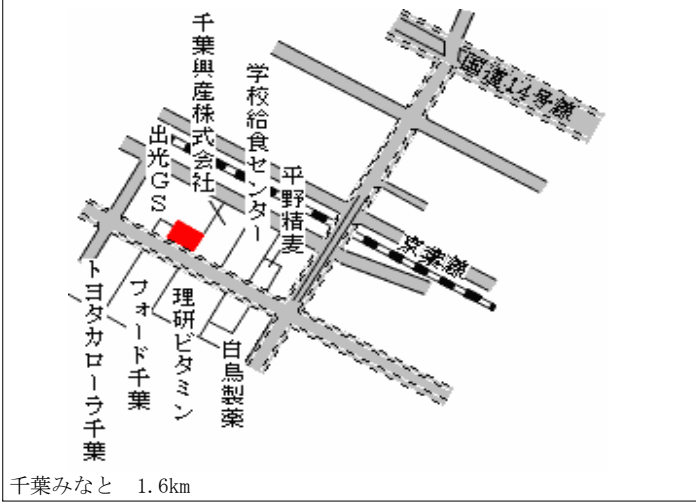 千葉興産株式会社
学校給食センター
平野精麦
出光GS
国道14号線
京葉線
トヨタカローラ千葉
フォード千葉
理研ビタミン
白鳥製薬
千葉みなと 1.6km